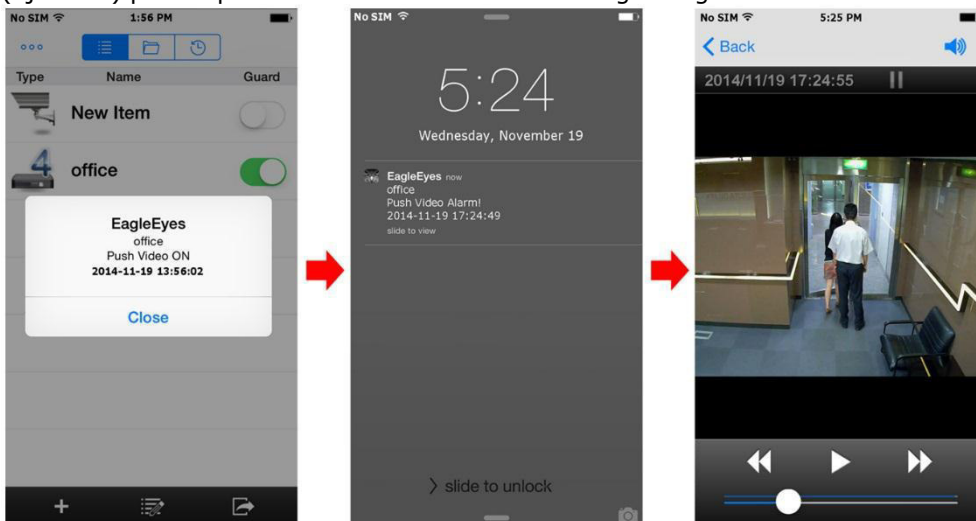 No SIM 1:56 PM
Type Name Guard
New Item
4
office
EagleEyes
office
Push Video ON
2014-11-19 13:56:02
Close
No SIM
5:24
Wednesday, November 19
EagleEyes now
office
Push Video Alarm!
2014-11-19 17:24:49
slide to view
> slide to unlock
No SIM 5:25 PM
Back
2014/11/19 17:24:55